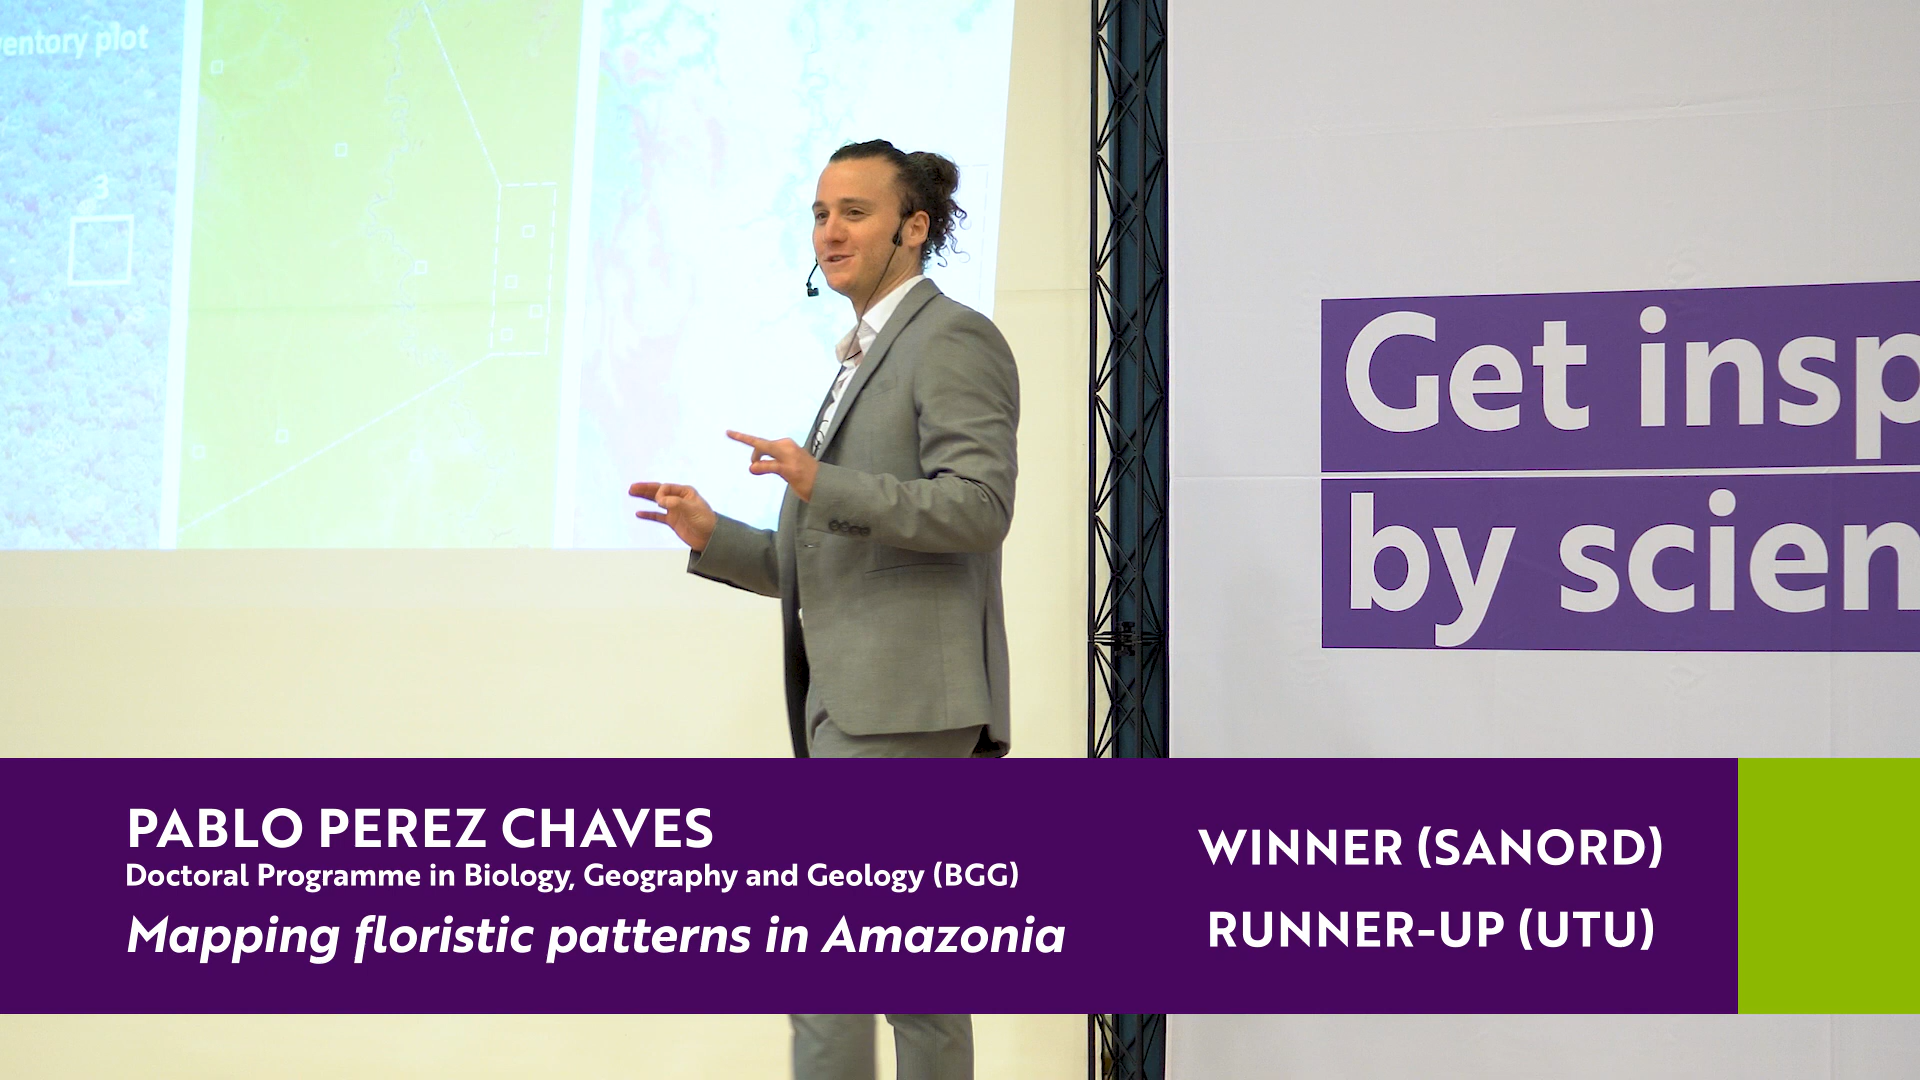 plot
3
Get insp
by scien
PABLO PEREZ CHAVES
Doctoral Programme in Biology, Geography and Geology (BGG)
Mapping floristic patterns in Amazonia
WINNER (SANORD)
RUNNER-UP (UTU)